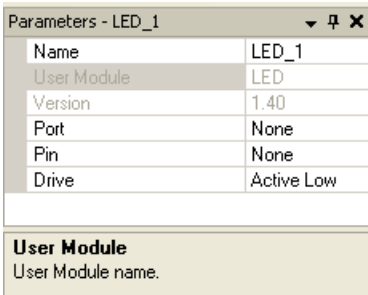 Parameters - LED_1
Name LED_1
User Module LED
Version 1.40
Port None
Pin None
Drive Active Low
User Module
User Module name.